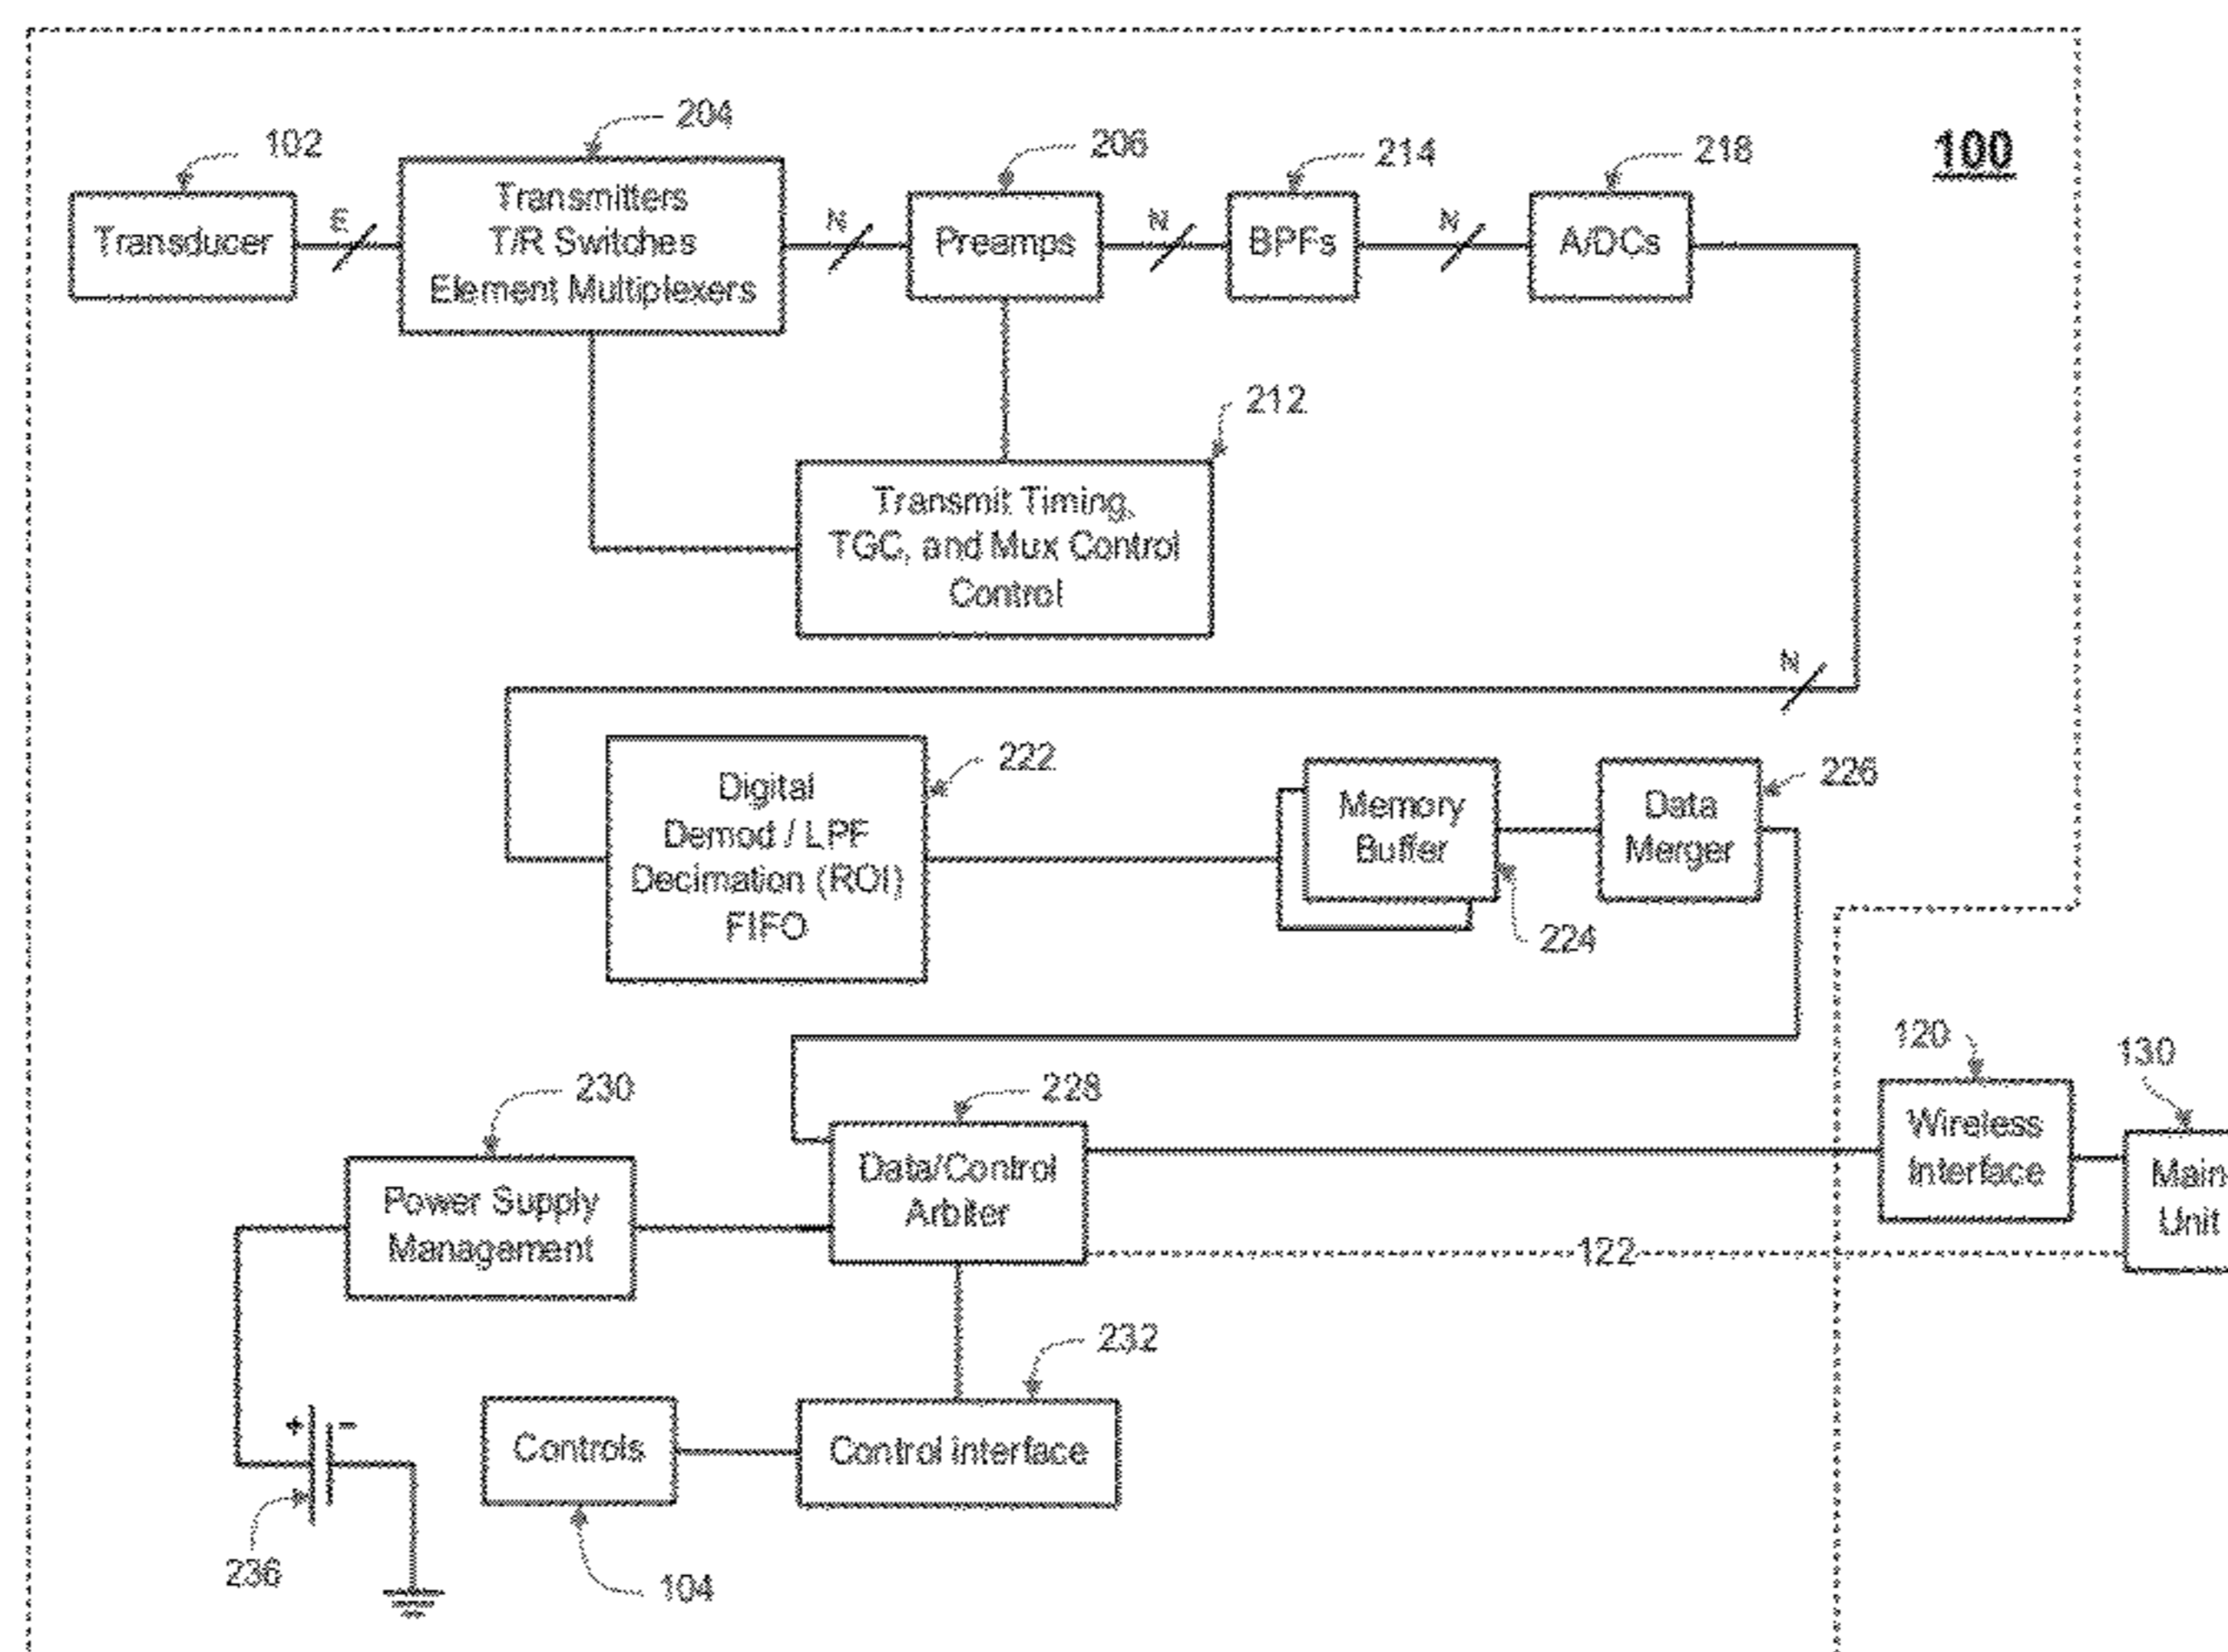 204
102
206
214
218
100
Transducer
E
Transmitters
T/R Switches
Element Multiplexers
N
Preamps
N
BPFs
N
A/DCs
212
Transmit Timing,
TGC, and Mux Control
Control
N
222
226
Digital
Demod / LPF
Decimation (ROI)
FIFO
Memory
Buffer
Data
Merger
224
120
130
230
228
Power Supply
Management
Data/Control
Arbiter
Wireless
Interface
Main
Unit
122
232
+
-
Controls
Control interface
236
104